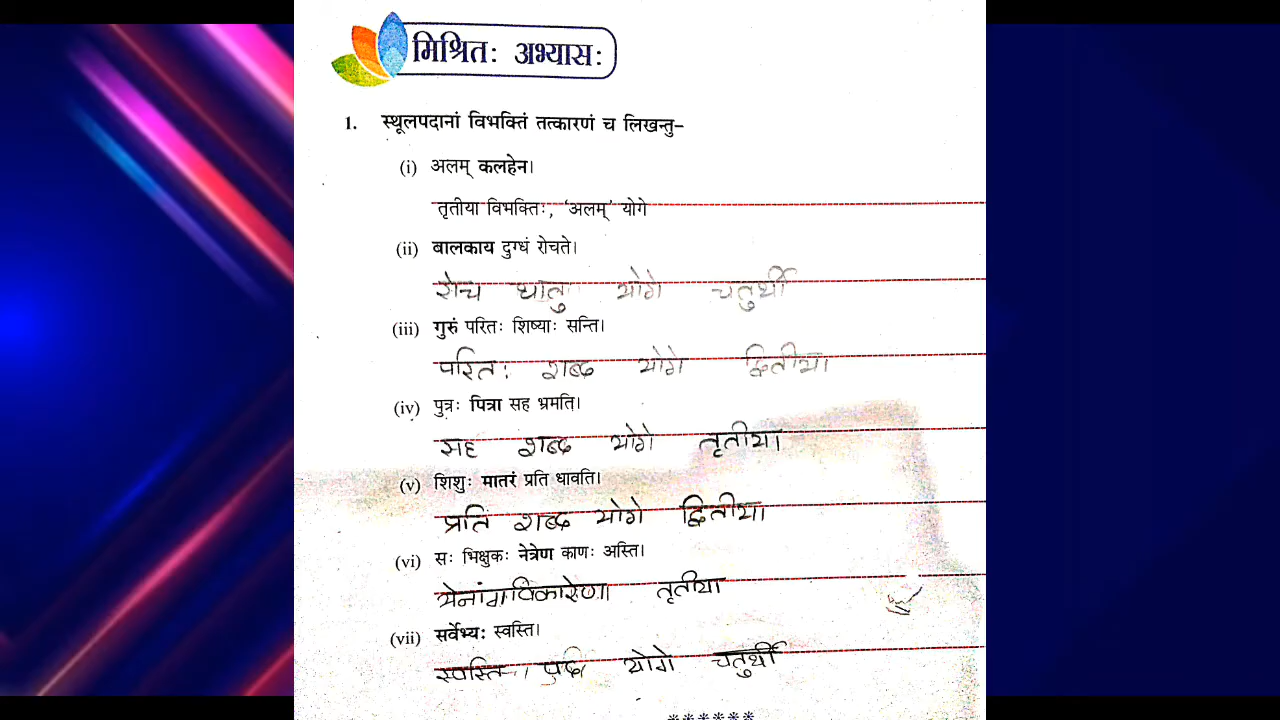 मिश्रितः अभ्यासः
1. स्थूलपदानां विभक्तिं तत्कारणं च लिखन्तु-
(i) अलम् कलहेन।
तृतीया विभक्तिः, 'अलम्' योगे
(ii) बालकाय दुग्धं रोचते।
रोच धातु योगे चतुर्थी
(iii) गुरुं परितः शिष्याः सन्ति।
परितः शब्द योगे द्वितीया
(iv) पुत्रः पित्रा सह भ्रमति।
सह शब्द योगे तृतीया
(v) शिशुः मातरं प्रति धावति।
प्रति शब्द योगे द्वितीया
(vi) सः भिक्षुकः नेत्रेण काणः अस्ति।
येनांगविकारेण तृतीया
(vii) सर्वेभ्यः स्वस्ति।
स्वस्ति योगे चतुर्थी
******